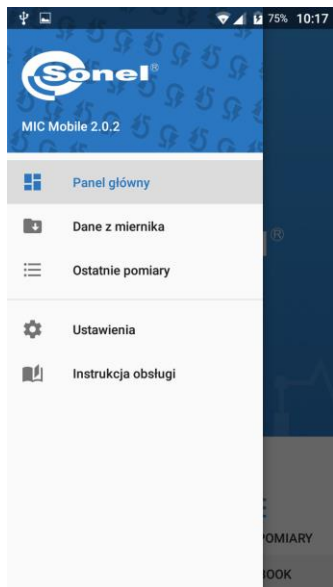 75% 10:17
Sonel®
MIC Mobile 2.0.2
Panel główny
Dane z miernika
®
Ostatnie pomiary
Ustawienia
Instrukcja obsługi
POMIARY
BOOK